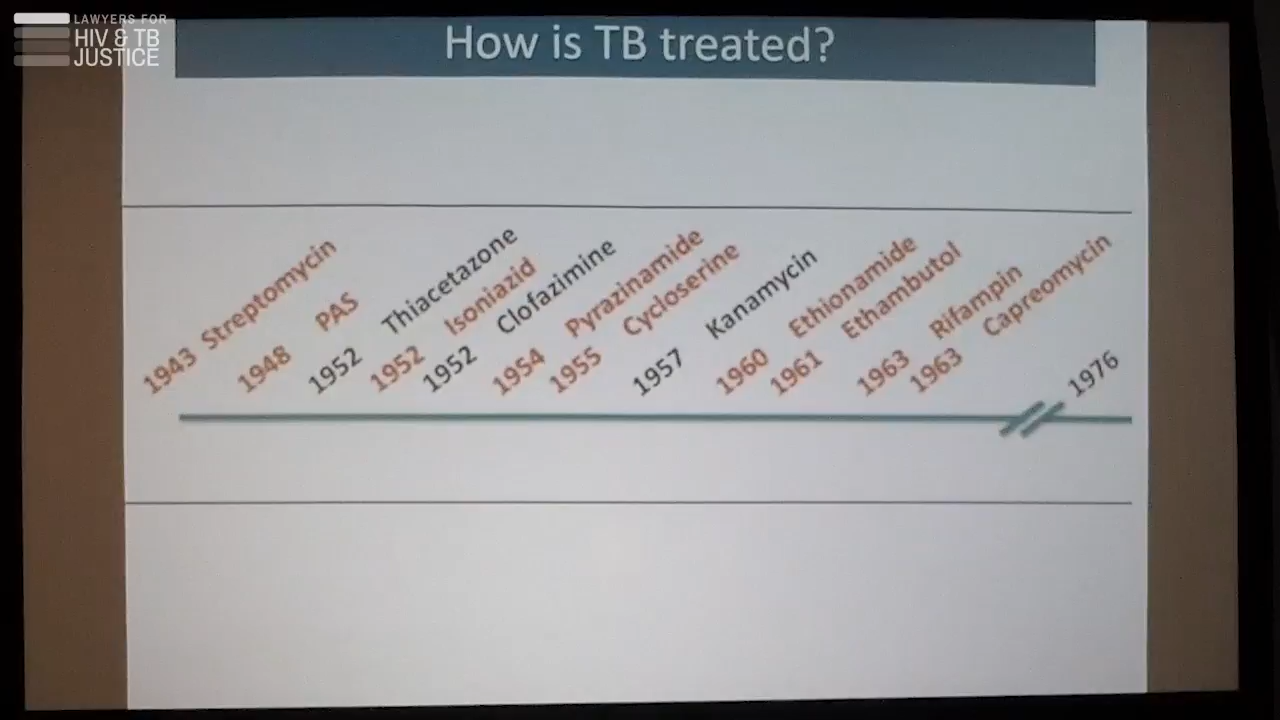 LAWYERS FOR
HIV & TB
JUSTICE
How is TB treated?
1943 Streptomycin
1948 PAS
1952 Thiacetazone
1952 Isoniazid
1952 Clofazimine
1954 Pyrazinamide
1955 Cycloserine
1957 Kanamycin
1960 Ethionamide
1961 Ethambutol
1963 Rifampin
1963 Capreomycin
1976